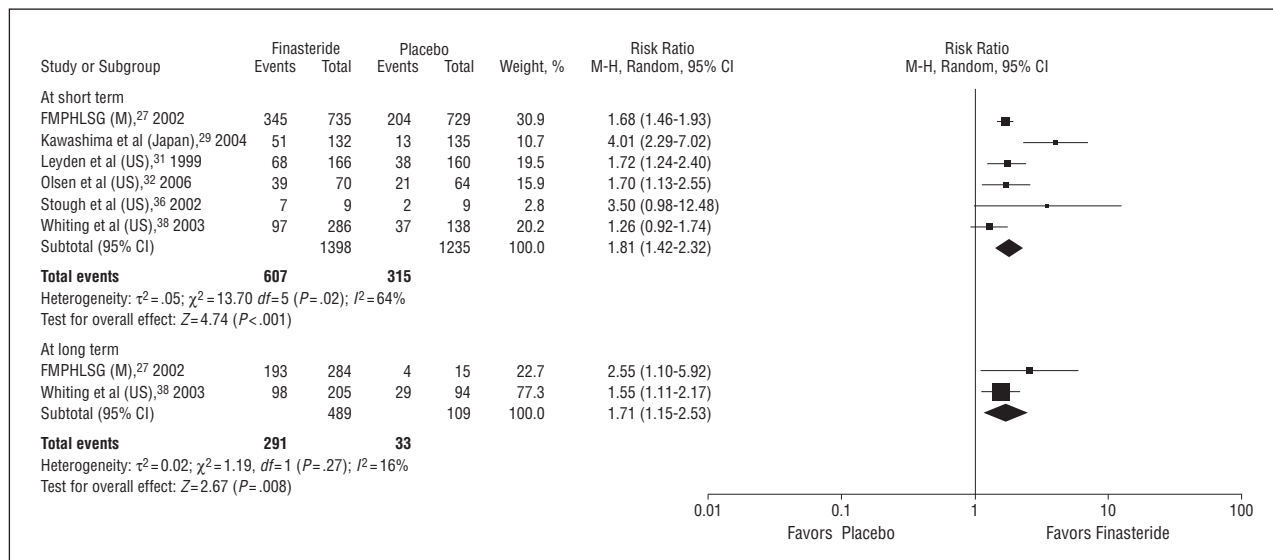 Finasteride Placebo Risk Ratio Risk Ratio
Study or Subgroup Events Total Events Total Weight, % M-H, Random, 95% CI M-H, Random, 95% CI
At short term
FMPHLSG (M),27 2002 345 735 204 729 30.9 1.68 (1.46-1.93)
Kawashima et al (Japan),29 2004 51 132 13 135 10.7 4.01 (2.29-7.02)
Leyden et al (US),31 1999 68 166 38 160 19.5 1.72 (1.24-2.40)
Olsen et al (US),32 2006 39 70 21 64 15.9 1.70 (1.13-2.55)
Stough et al (US),36 2002 7 9 2 9 2.8 3.50 (0.98-12.48)
Whiting et al (US),38 2003 97 286 37 138 20.2 1.26 (0.92-1.74)
Subtotal (95% CI) 1398 1235 100.0 1.81 (1.42-2.32)
Total events 607 315
Heterogeneity: τ2=.05; χ2=13.70 df=5 (P=.02); I2=64%
Test for overall effect: Z=4.74 (P<.001)
At long term
FMPHLSG (M),27 2002 193 284 4 15 22.7 2.55 (1.10-5.92)
Whiting et al (US),38 2003 98 205 29 94 77.3 1.55 (1.11-2.17)
Subtotal (95% CI) 489 109 100.0 1.71 (1.15-2.53)
Total events 291 33
Heterogeneity: τ2=0.02; χ2=1.19, df=1 (P=.27); I2=16%
Test for overall effect: Z=2.67 (P=.008)
0.01 0.1 1 10 100
Favors Placebo Favors Finasteride